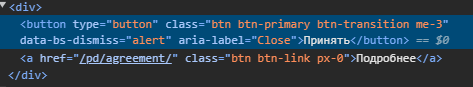 <div>
<button type="button" class="btn btn-primary btn-transition me-3"
data-bs-dismiss="alert" aria-label="Close">Принять</button> == $0
<a href="/pd/agreement/" class="btn btn-link px-0">Подробнее</a>
</div>